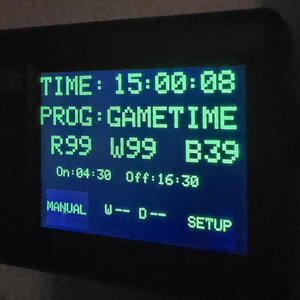 TIME: 15:00:08
PROG:GAMETIME
R99 W99 B39
On:04:30 Off:16:30
MANUAL W-- D-- SETUP